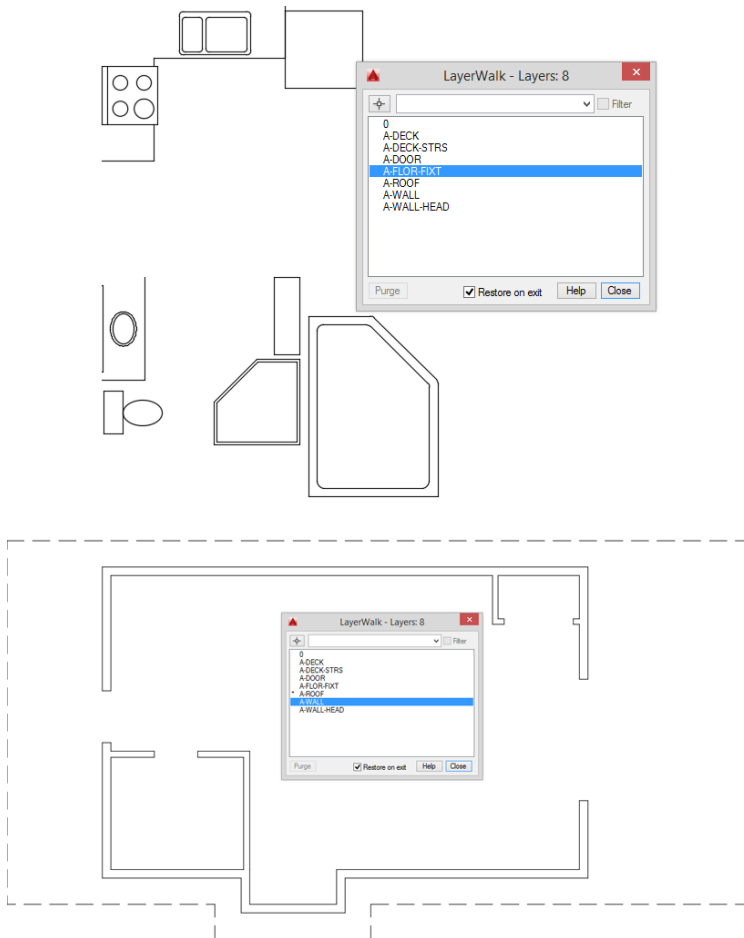 LayerWalk - Layers: 8
Filter
0
A-DECK
A-DECK-STRS
A-DOOR
A-FLOR-FIXT
A-ROOF
A-WALL
A-WALL-HEAD
Purge Restore on exit Help Close
LayerWalk - Layers: 8
Filter
0
A-DECK
A-DECK-STRS
A-DOOR
A-FLOR-FIXT
* A-ROOF
A-WALL
A-WALL-HEAD
Purge Restore on exit Help Close